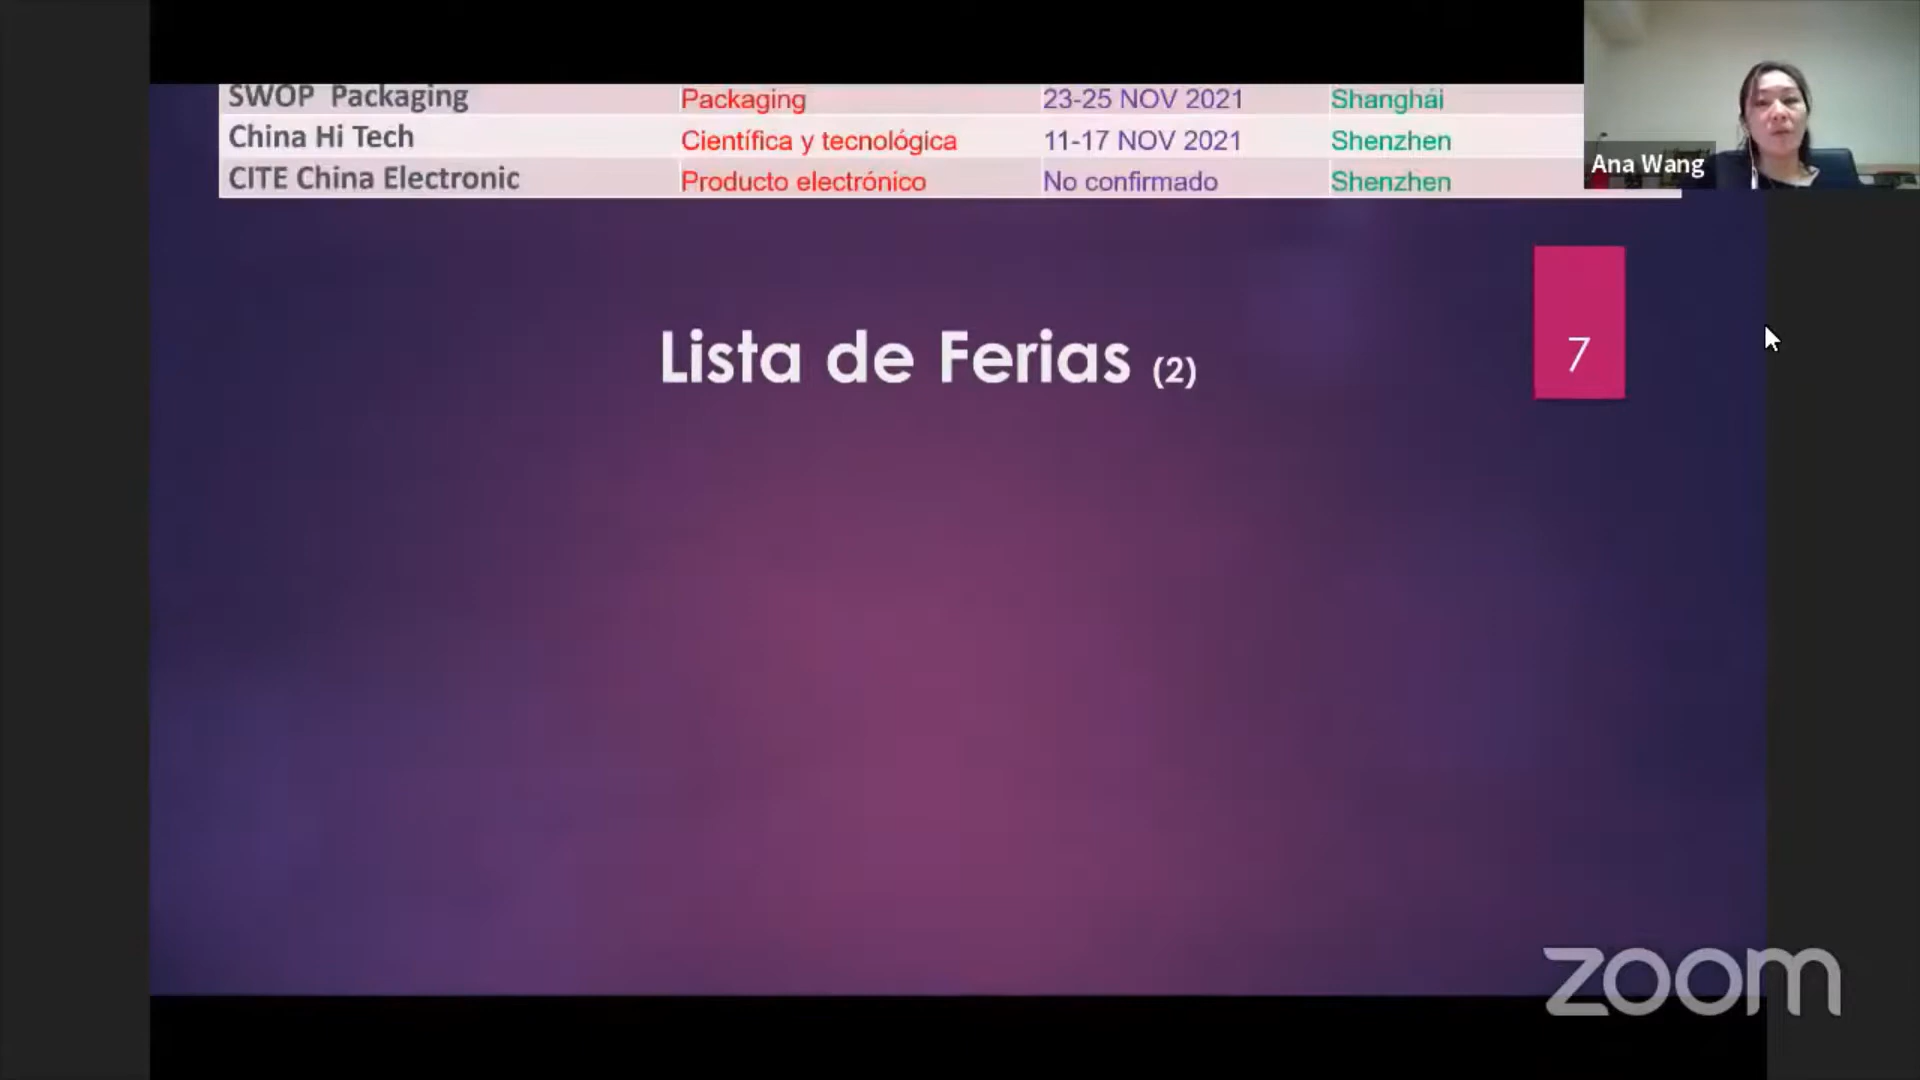 SWOP Packaging Packaging 23-25 NOV 2021 Shanghái
China Hi Tech Científica y tecnológica 11-17 NOV 2021 Shenzhen
CITE China Electronic Producto electrónico No confirmado Shenzhen
Ana Wang
Lista de Ferias (2)
7
zoom